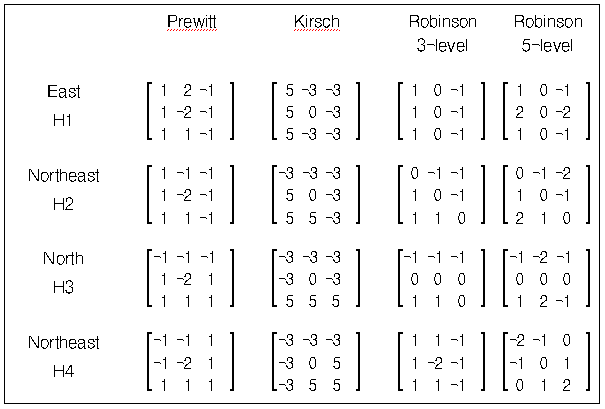 Prewitt Kirsch Robinson Robinson
3-level 5-level
East
H1
1 2 -1 5 -3 -3 1 0 -1 1 0 -1
1 -2 -1 5 0 -3 1 0 -1 2 0 -2
1 1 -1 5 -3 -3 1 0 -1 1 0 -1
Northeast
H2
1 -1 -1 -3 -3 -3 0 -1 -1 0 -1 -2
1 -2 -1 5 0 -3 1 0 -1 1 0 -1
1 1 -1 5 5 -3 1 1 0 2 1 0
North
H3
-1 -1 -1 -3 -3 -3 -1 -1 -1 -1 -2 -1
1 -2 1 -3 0 -3 0 0 0 0 0 0
1 1 1 5 5 5 1 1 0 1 2 -1
Northeast
H4
-1 -1 1 -3 -3 -3 1 1 -1 -2 -1 0
-1 -2 1 -3 0 5 1 -2 -1 -1 0 1
1 1 1 -3 5 5 1 1 -1 0 1 2